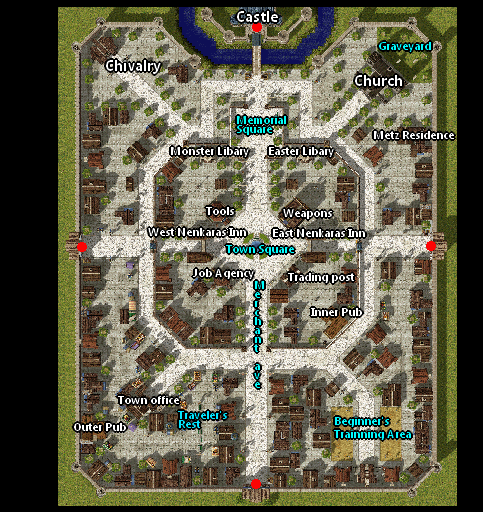 Castle
Graveyard
Chivalry
Church
Memorial
Square
Metz Residence
Monster Libary
Easter Libary
Tools
Weapons
West Nenkaras Inn
East Nenkaras Inn
Town Square
Job Agency
Trading post
Merchant ave
Inner Pub
Town office
Traveler's
Rest
Outer Pub
Beginner's
Trainning Area